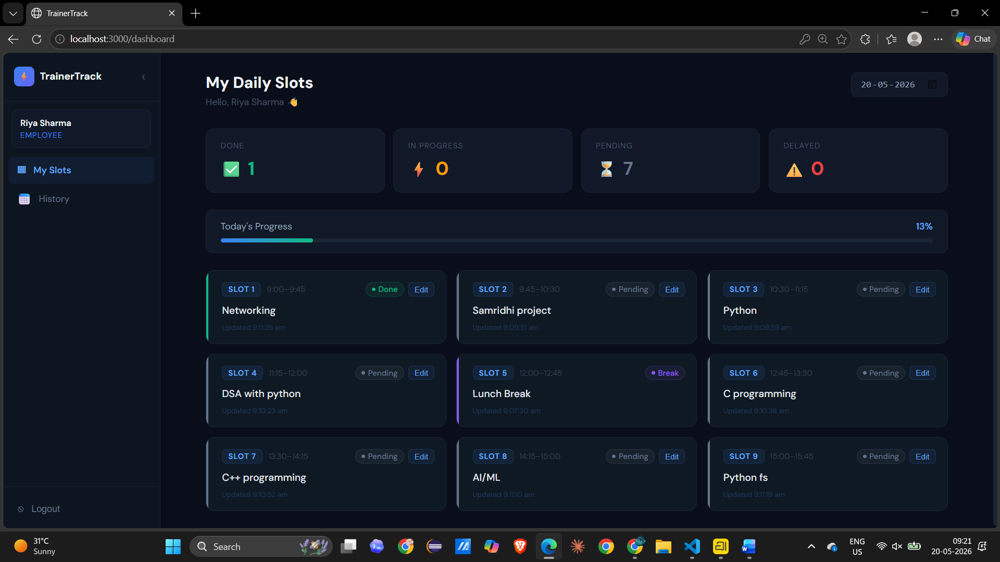 TrainerTrack
localhost:3000/dashboard
Chat
TrainerTrack
Riya Sharma
EMPLOYEE
My Slots
History
Logout
My Daily Slots
Hello, Riya Sharma 👋
20-05-2026
DONE
✅ 1
IN PROGRESS
⚡ 0
PENDING
⏳ 7
DELAYED
⚠️ 0
Today's Progress
13%
SLOT 1 9:00–9:45 Done Edit
Networking
Updated 9:11:35 am
SLOT 2 9:45–10:30 Pending Edit
Samridhi project
Updated 9:09:51 am
SLOT 3 10:30–11:15 Pending Edit
Python
Updated 9:09:59 am
SLOT 4 11:15–12:00 Pending Edit
DSA with python
Updated 9:10:23 am
SLOT 5 12:00–12:45 Break
Lunch Break
Updated 9:07:30 am
SLOT 6 12:45–13:30 Pending Edit
C programming
Updated 9:10:38 am
SLOT 7 13:30–14:15 Pending Edit
C++ programming
Updated 9:10:52 am
SLOT 8 14:15–15:00 Pending Edit
AI/ML
Updated 9:11:10 am
SLOT 9 15:00–15:45 Pending Edit
Python fs
Updated 9:11:19 am
31°C
Sunny
Search
ENG
US
09:21
20-05-2026